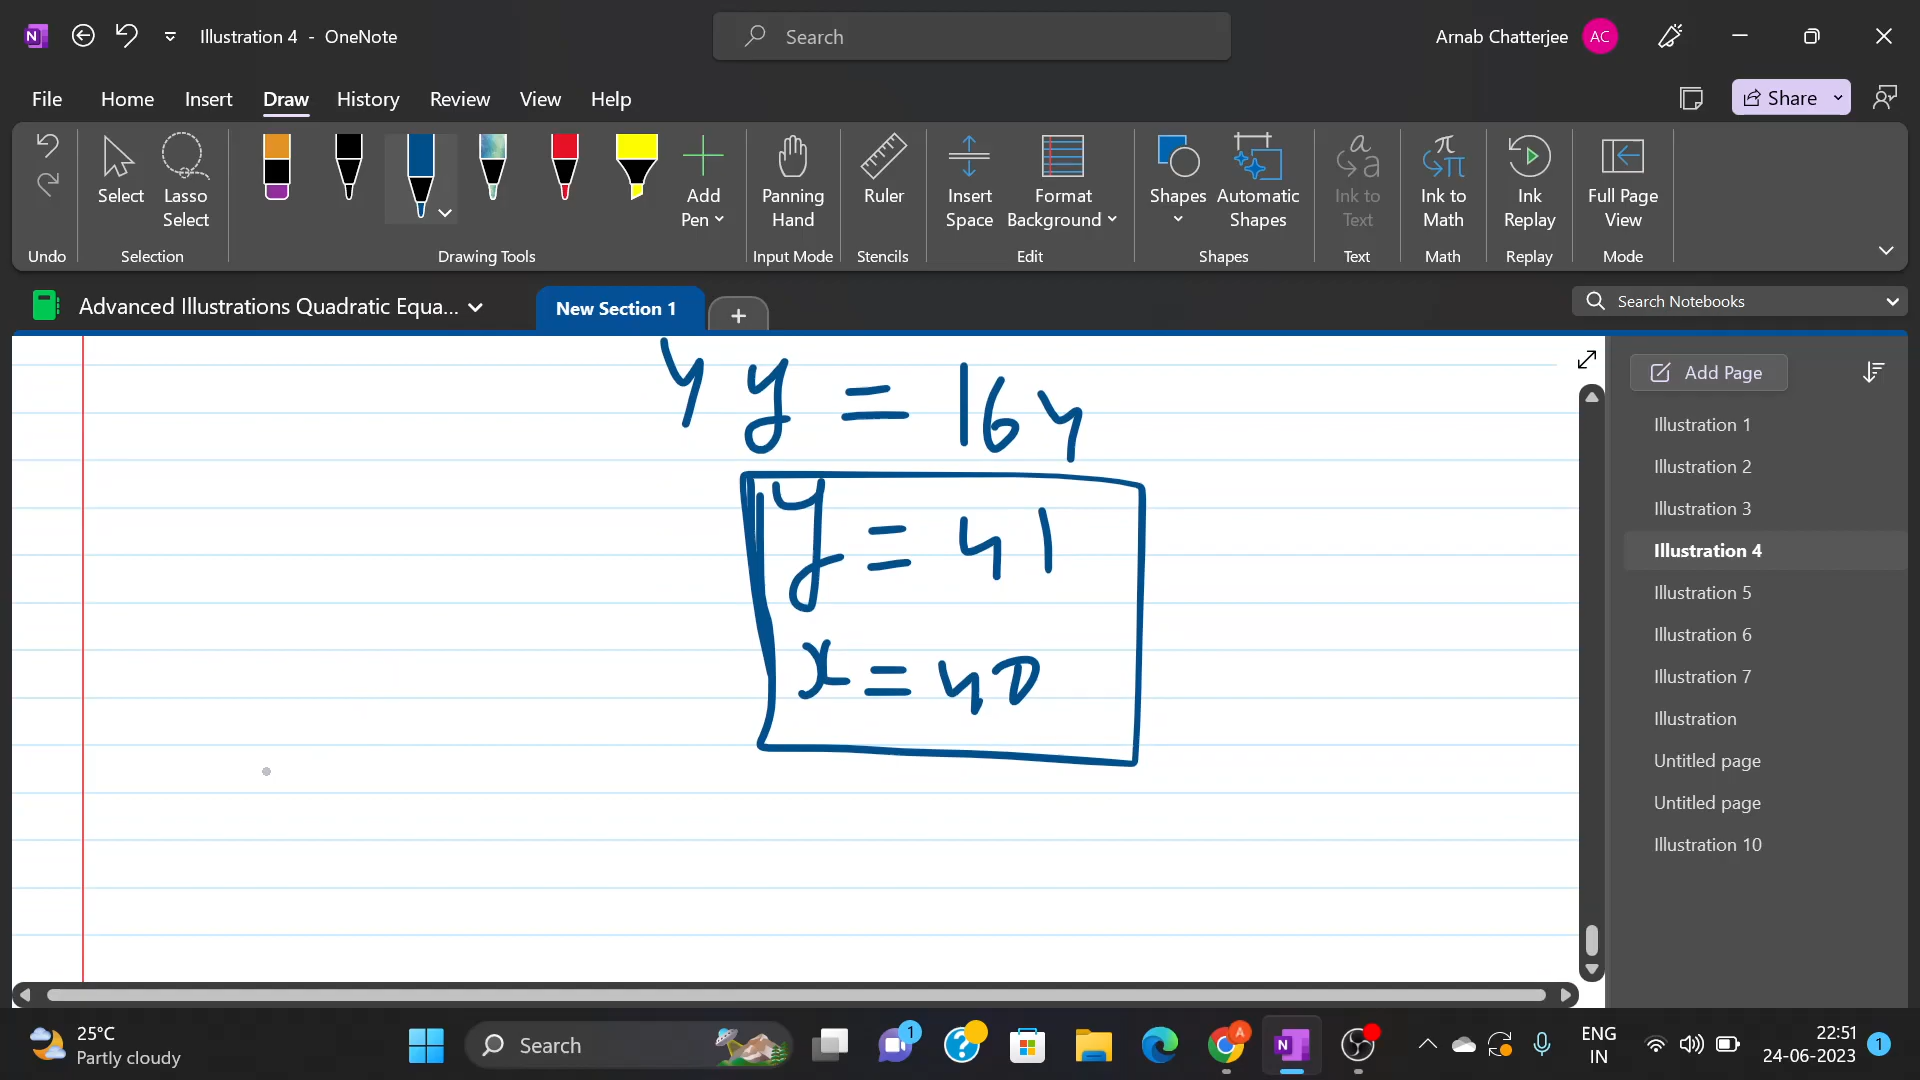 Illustration 4 - OneNote
Search
Arnab Chatterjee AC
File Home Insert Draw History Review View Help
Share
Select
Lasso Select
Add Pen
Panning Hand
Ruler
Insert Space
Format Background
Shapes
Automatic Shapes
Ink to Text
Ink to Math
Ink Replay
Full Page View
Undo Selection Drawing Tools Input Mode Stencils Edit Shapes Text Math Replay Mode
Advanced Illustrations Quadratic Equa...
New Section 1
Search Notebooks
4 y = 164
y = 41
x = 40
Add Page
Illustration 1
Illustration 2
Illustration 3
Illustration 4
Illustration 5
Illustration 6
Illustration 7
Illustration
Untitled page
Untitled page
Illustration 10
25°C
Partly cloudy
Search
1
A
ENG
IN
22:51
24-06-2023
1